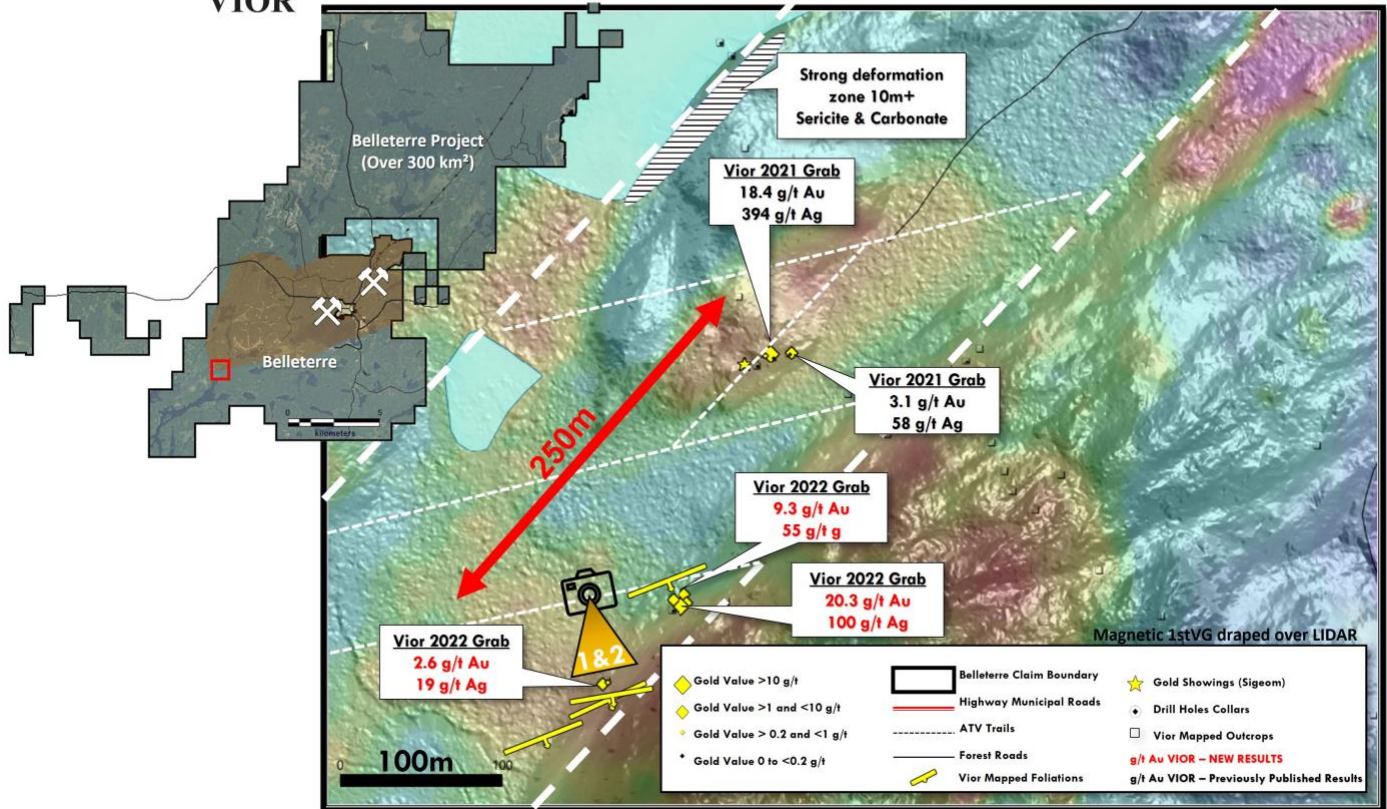 VIOR
Strong deformation
zone 10m+
Sericite & Carbonate
Belleterre Project
(Over 300 km²)
Vior 2021 Grab
18.4 g/t Au
394 g/t Ag
Belleterre
0 5
kilometers
Vior 2021 Grab
3.1 g/t Au
58 g/t Ag
250m
Vior 2022 Grab
9.3 g/t Au
55 g/t g
Vior 2022 Grab
20.3 g/t Au
100 g/t Ag
Magnetic 1stVG draped over LIDAR
Vior 2022 Grab
2.6 g/t Au
19 g/t Ag
1&2
100m
0 100
Gold Value >10 g/t
Gold Value >1 and <10 g/t
Gold Value > 0.2 and <1 g/t
Gold Value 0 to <0.2 g/t
Belleterre Claim Boundary
Highway Municipal Roads
ATV Trails
Forest Roads
Vior Mapped Foliations
Gold Showings (Sigeom)
Drill Holes Collars
Vior Mapped Outcrops
g/t Au VIOR – NEW RESULTS
g/t Au VIOR – Previously Published Results